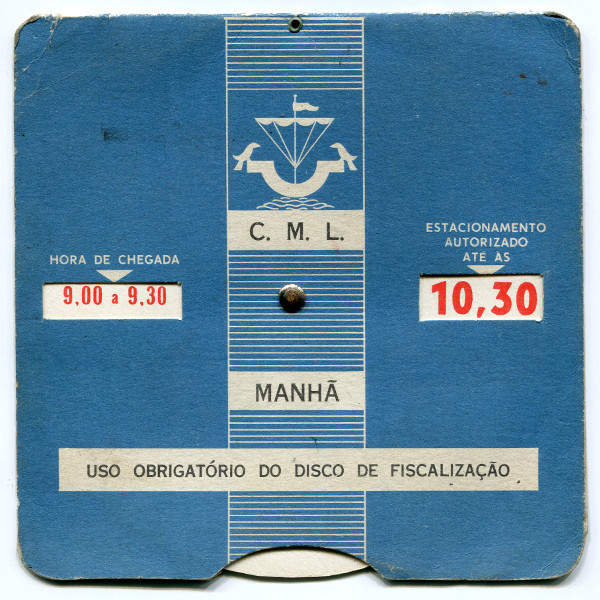 C. M. L.
HORA DE CHEGADA
9,00 a 9,30
ESTACIONAMENTO
AUTORIZADO
ATÉ AS
10,30
MANHÃ
USO OBRIGATÓRIO DO DISCO DE FISCALIZAÇÃO